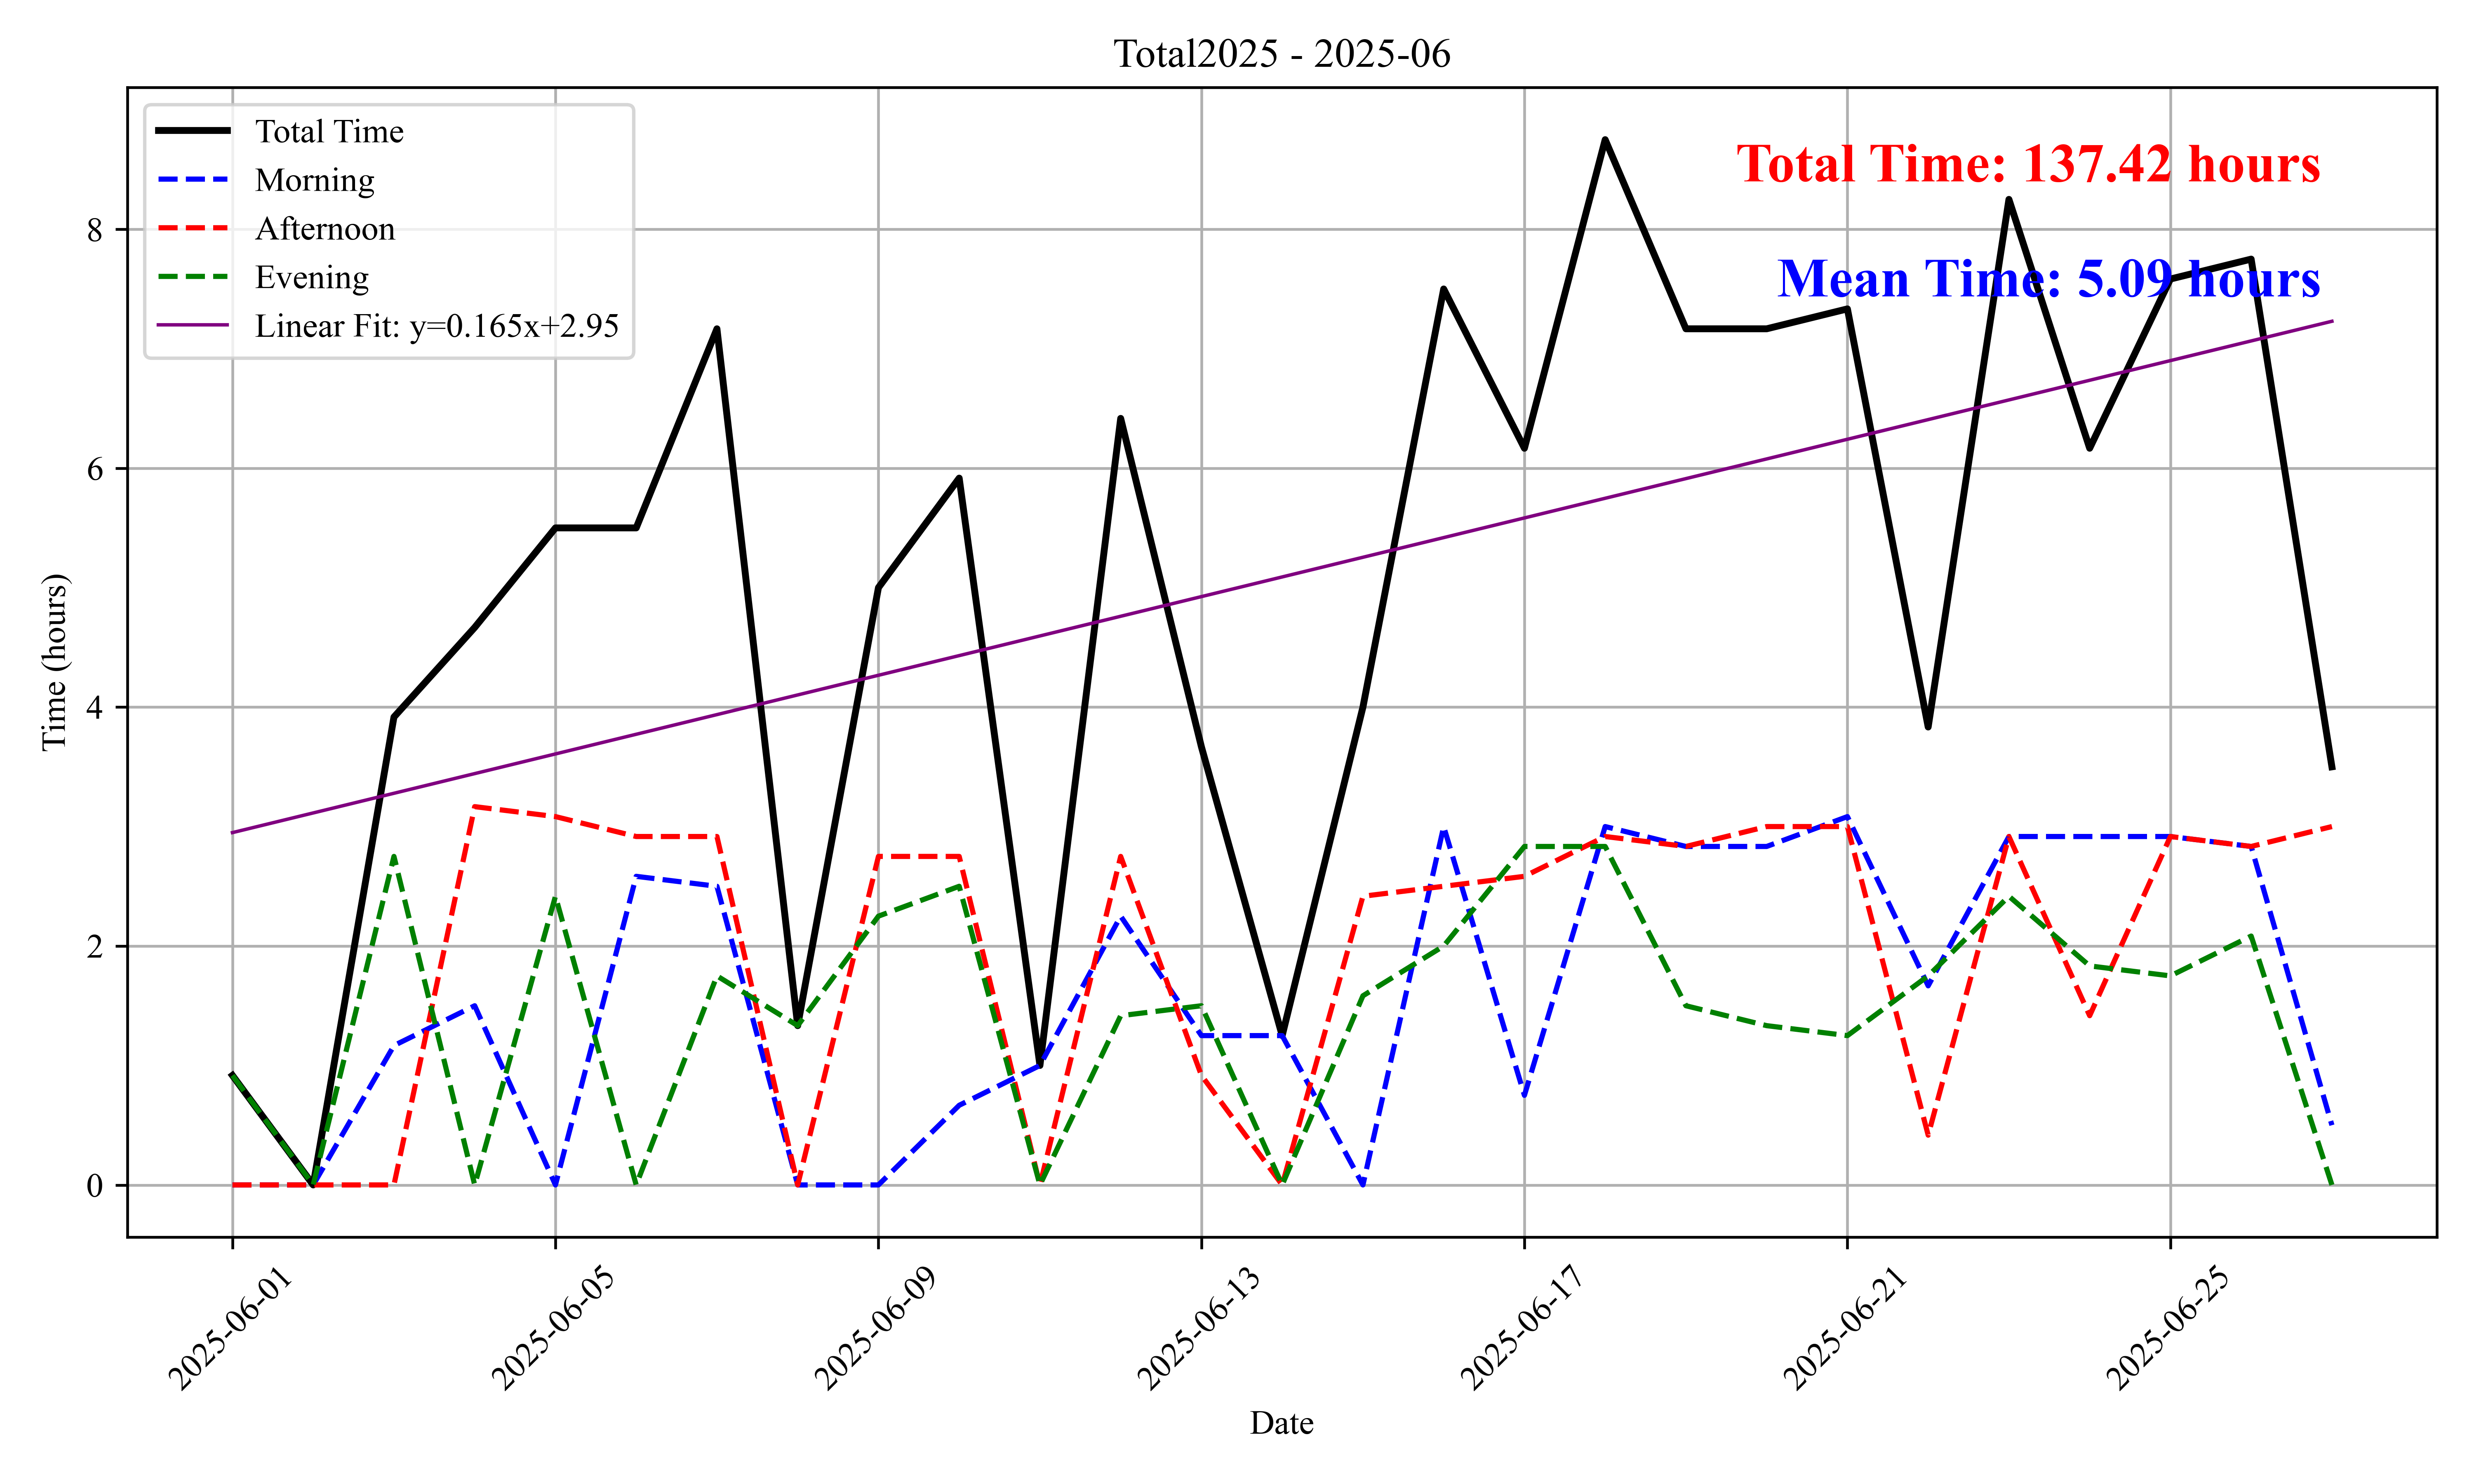 Total2025 - 2025-06
Total Time
Morning
Afternoon
Evening
Linear Fit: y=0.165x+2.95
Total Time: 137.42 hours
Mean Time: 5.09 hours
8
6
4
2
0
Time (hours)
2025-06-01
2025-06-05
2025-06-09
2025-06-13
2025-06-17
2025-06-21
2025-06-25
Date